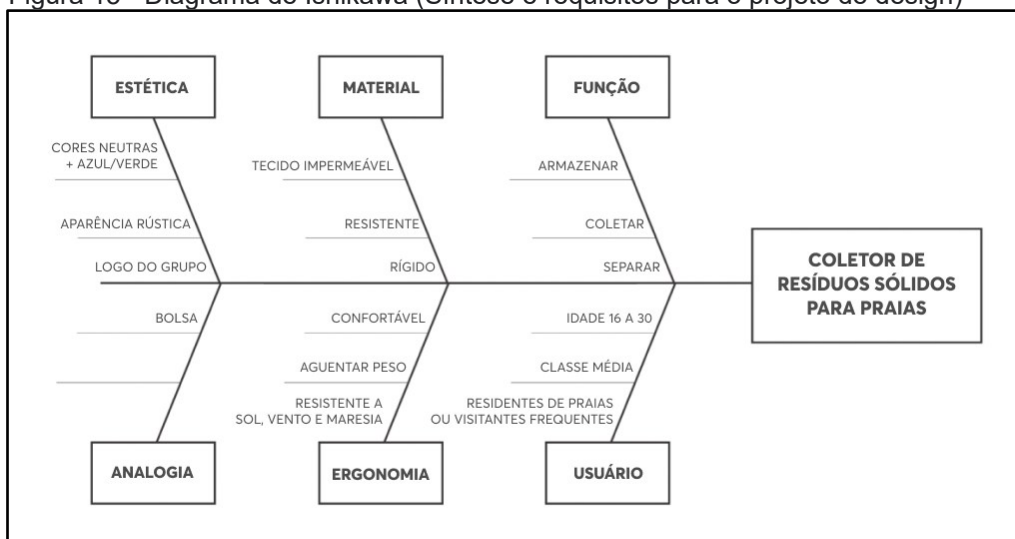 Figura 16 - Diagrama de Ishikawa (Síntese e requisitos para o projeto de design)
ESTÉTICA
MATERIAL
FUNÇÃO
CORES NEUTRAS
+ AZUL/VERDE
TECIDO IMPERMEÁVEL
ARMAZENAR
APARÊNCIA RÚSTICA
RESISTENTE
COLETAR
LOGO DO GRUPO
RÍGIDO
SEPARAR
COLETOR DE
RESÍDUOS SÓLIDOS
PARA PRAIAS
BOLSA
CONFORTÁVEL
IDADE 16 A 30
AGUENTAR PESO
CLASSE MÉDIA
RESISTENTE A
SOL, VENTO E MARESIA
RESIDENTES DE PRAIAS
OU VISITANTES FREQUENTES
ANALOGIA
ERGONOMIA
USUÁRIO